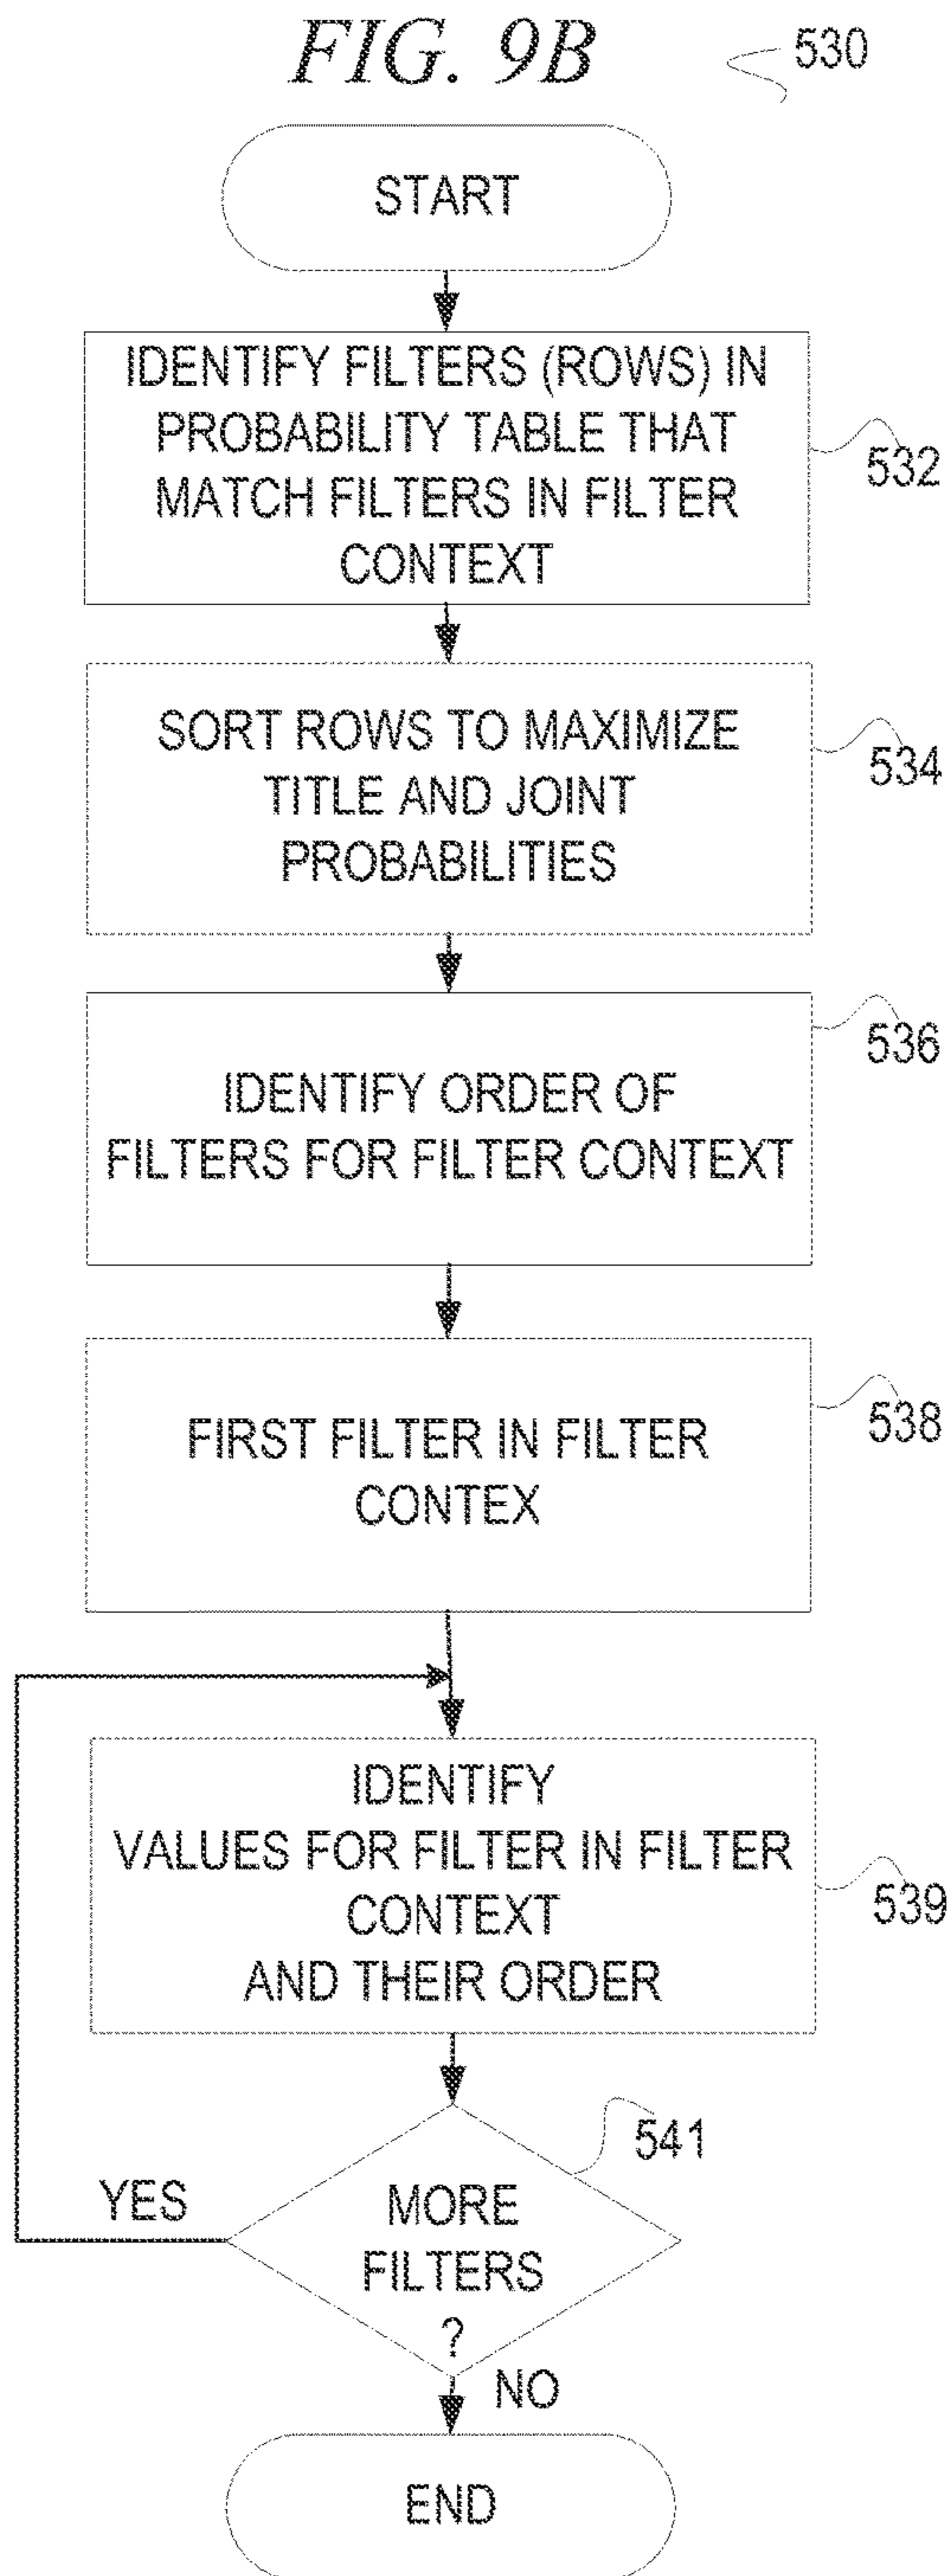 FIG. 9B
530
START
IDENTIFY FILTERS (ROWS) IN
PROBABILITY TABLE THAT
MATCH FILTERS IN FILTER
CONTEXT
532
SORT ROWS TO MAXIMIZE
TITLE AND JOINT
PROBABILITIES
534
IDENTIFY ORDER OF
FILTERS FOR FILTER CONTEXT
536
FIRST FILTER IN FILTER
CONTEX
538
IDENTIFY
VALUES FOR FILTER IN FILTER
CONTEXT
AND THEIR ORDER
539
541
MORE
FILTERS
?
YES
NO
END